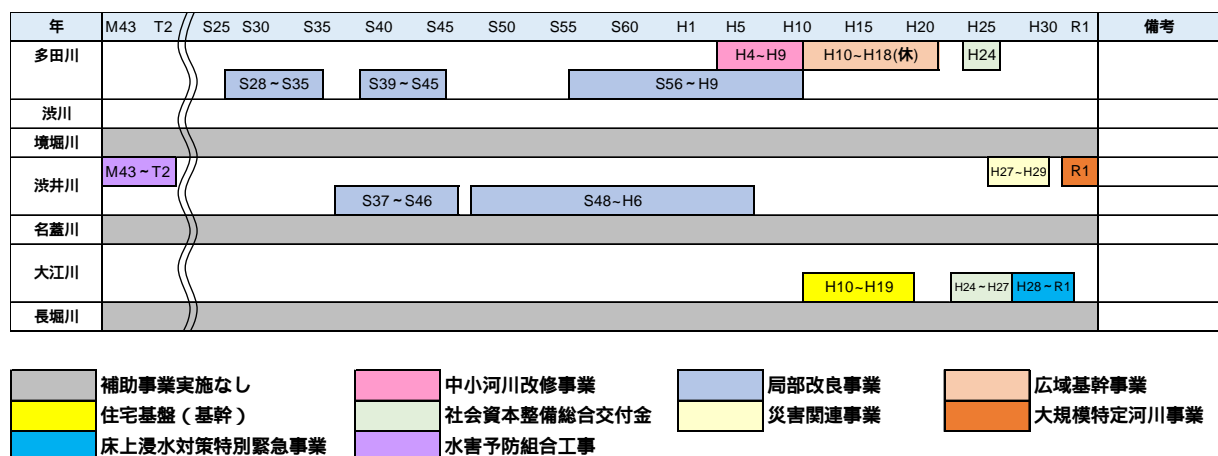 年 M43 T2 S25 S30 S35 S40 S45 S50 S55 S60 H1 H5 H10 H15 H20 H25 H30 R1 備考
多田川 H4~H9 H10~H18(休) H24
S28～S35 S39～S45 S56～H9
渋川
境堀川
渋井川 M43～T2 H27~H29 R1
S37～S46 S48~H6
名蓋川
大江川 H10~H19 H24～H27 H28～R1
長堀川
補助事業実施なし 中小河川改修事業 局部改良事業 広域基幹事業
住宅基盤（基幹） 社会資本整備総合交付金 災害関連事業 大規模特定河川事業
床上浸水対策特別緊急事業 水害予防組合工事